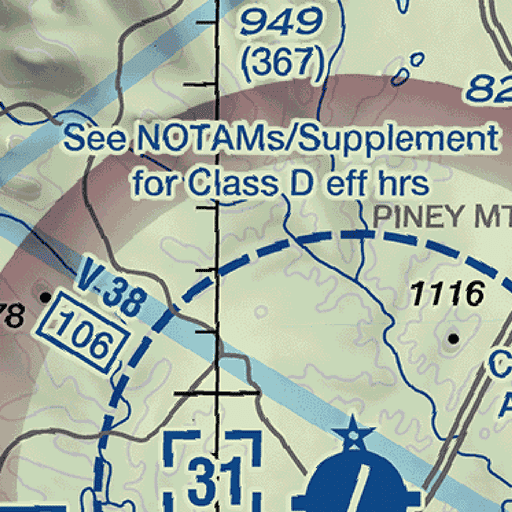 949
(367)
82
See NOTAMs/Supplement
for Class D eff hrs
PINEY MT
V-38
1116
78
106
C
A
31